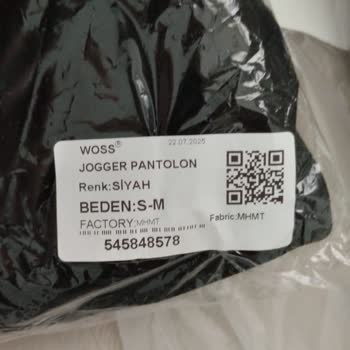 WOSS®
22.07.2025
JOGGER PANTOLON
Renk:SİYAH
BEDEN:S-M
FACTORY:MHMT
Fabric:MHMT
545848578